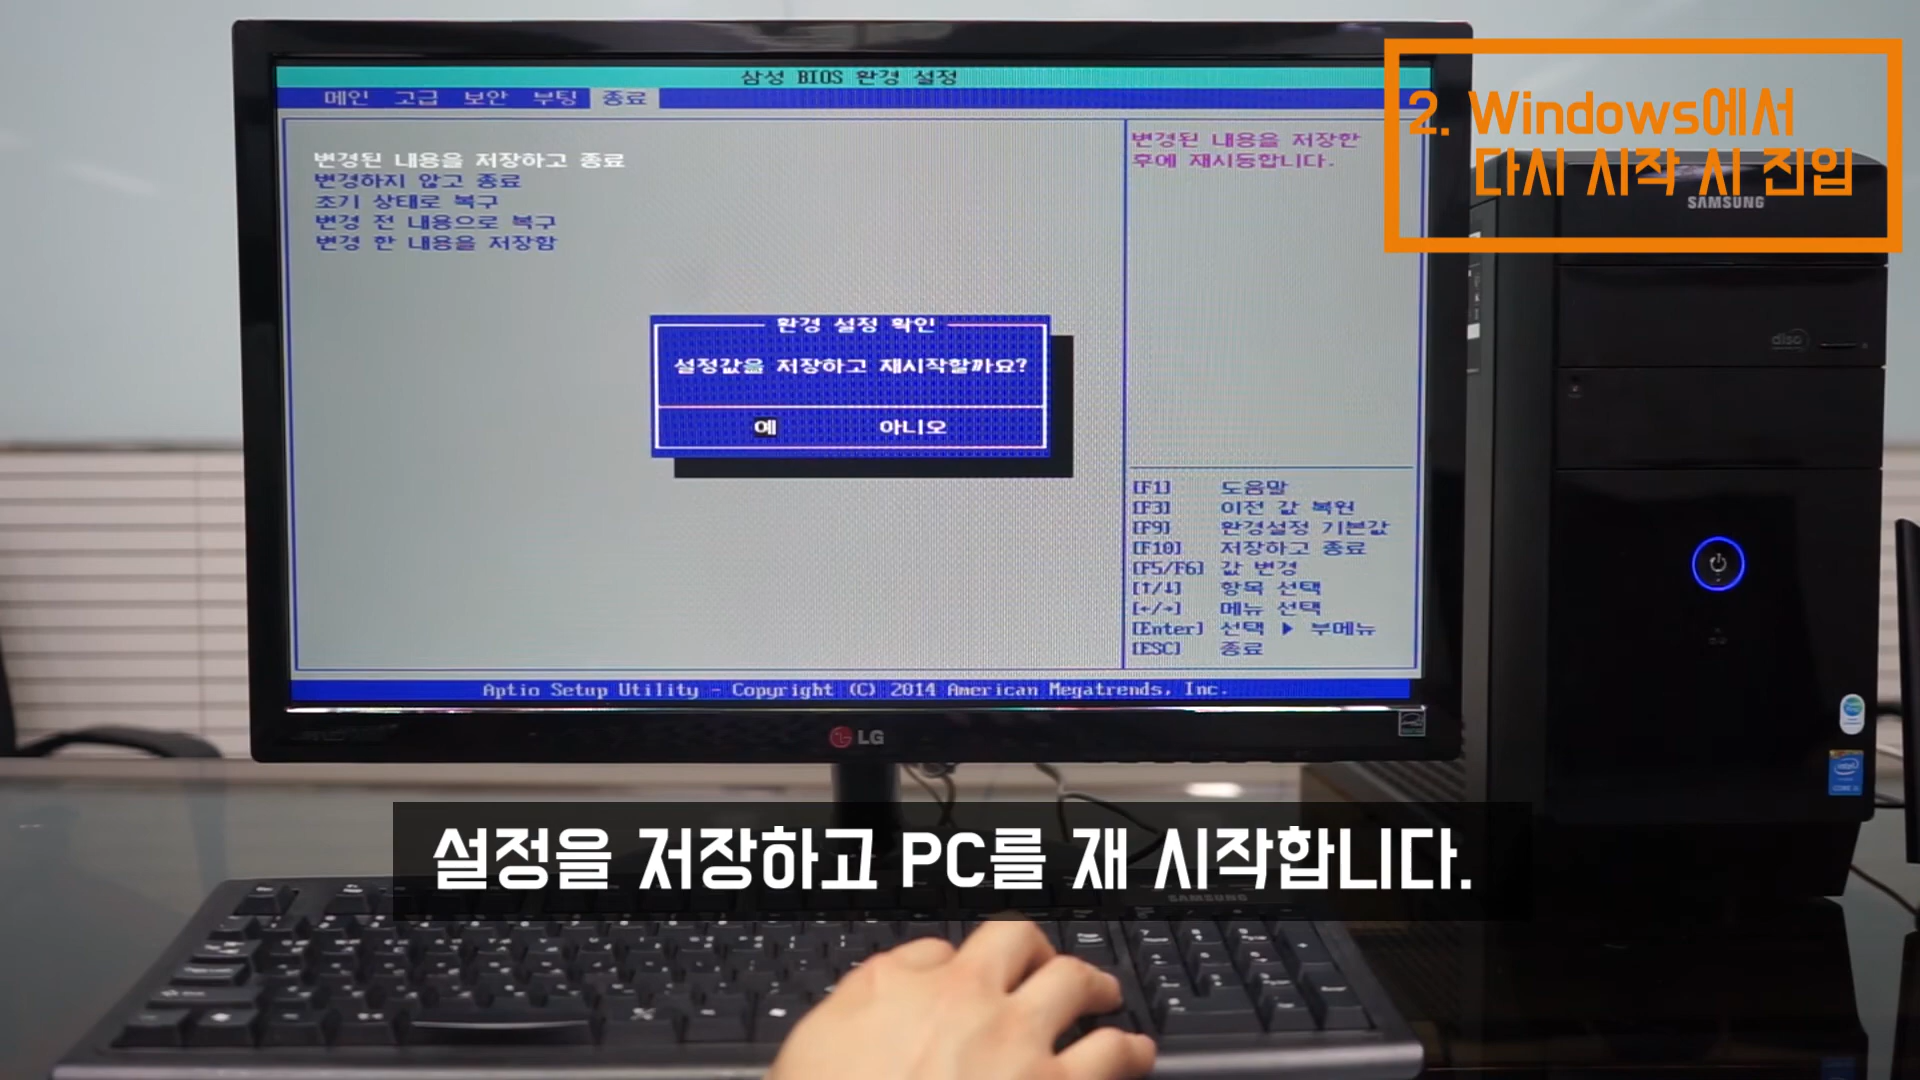 삼성 BIOS 환경 설정
메인 고급 보안 부팅 종료
변경된 내용을 저장하고 종료
변경하지 않고 종료
초기 상태로 복구
변경 전 내용으로 복구
변경 한 내용을 저장함
변경된 내용을 저장한
후에 재시동합니다.
환경 설정 확인
설정값을 저장하고 재시작할까요?
예 아니오
[F1] 도움말
[F3] 이전 값 복원
[F9] 환경설정 기본값
[F10] 저장하고 종료
[F5/F6] 값 변경
[↑/↓] 항목 선택
[←/→] 메뉴 선택
[Enter] 선택 ▶ 부메뉴
[ESC] 종료
Aptio Setup Utility - Copyright (C) 2014 American Megatrends, Inc.
2. Windows에서
다시 시작 시 진입
SAMSUNG
disc
LG
intel
설정을 저장하고 PC를 재 시작합니다.
SAMSUNG